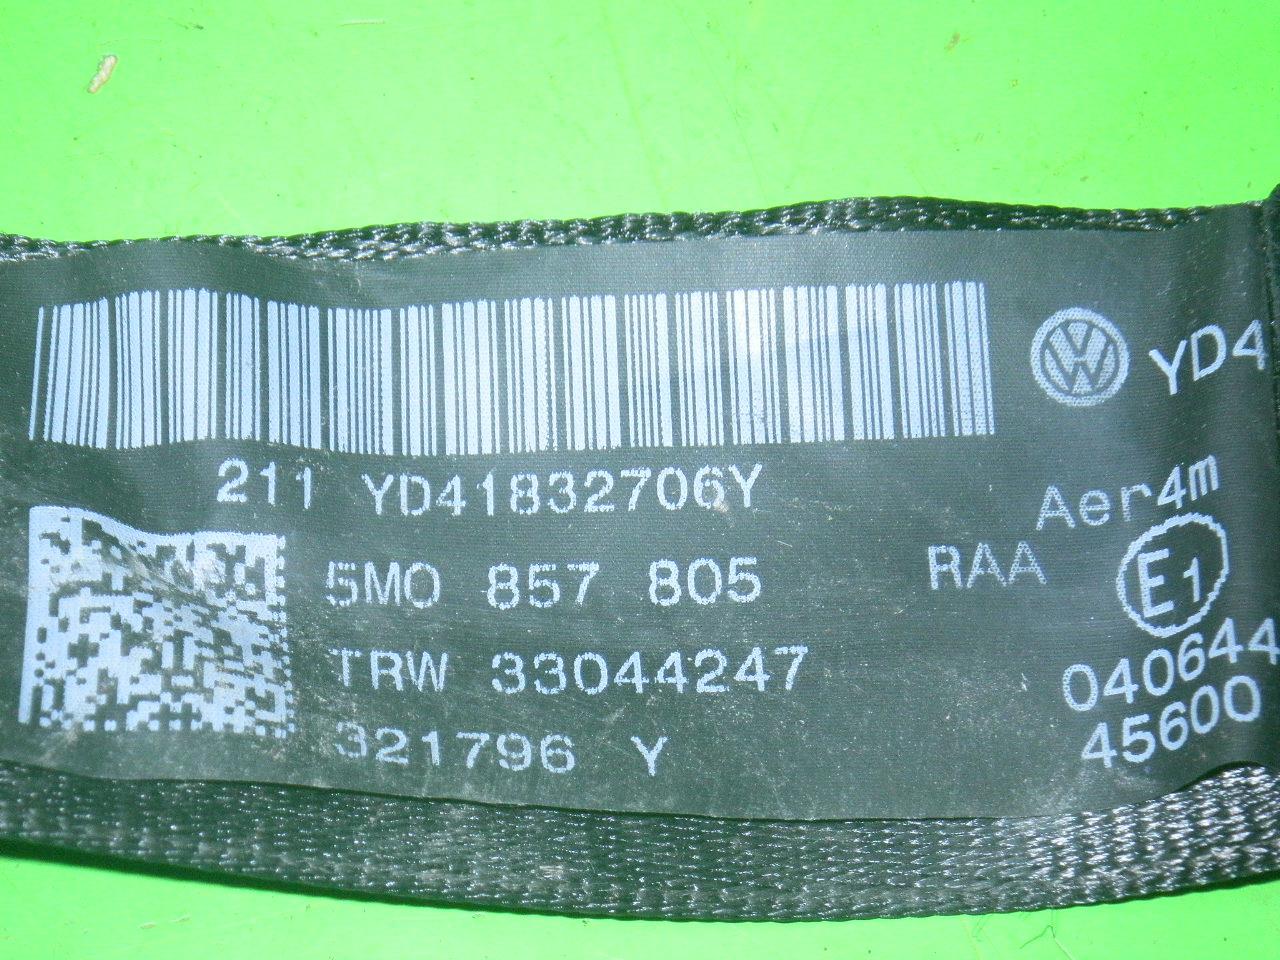 YD4
211 YD41832706Y
Aer4m
5M0 857 805 RAA E1
TRW 33044247 040644
321796 Y 45600